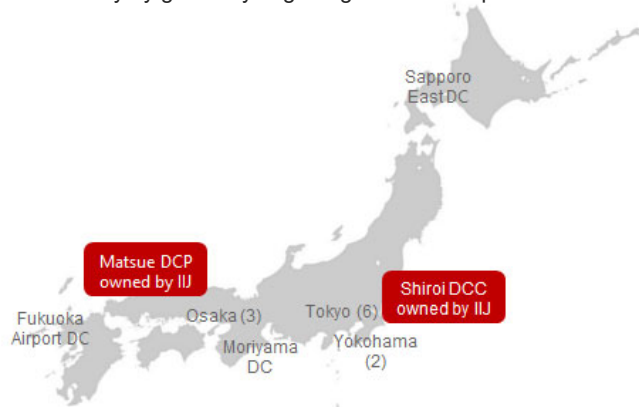 Sapporo
East DC
Matsue DCP
owned by IIJ
Shiroi DCC
owned by IIJ
Fukuoka
Airport DC
Osaka (3)
Tokyo (6)
Moriyama
DC
Yokohama
(2)